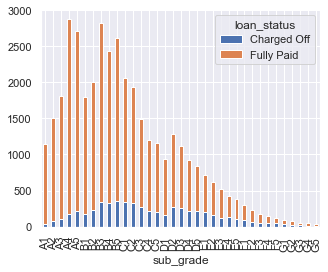 3000
2500
2000
1500
1000
500
0
loan_status
Charged Off
Fully Paid
A1 A2 A3 A4 A5 B1 B2 B3 B4 B5 C1 C2 C3 C4 C5 D1 D2 D3 D4 D5 E1 E2 E3 E4 E5 F1 F2 F3 F4 F5 G1 G2 G3 G4 G5
sub_grade